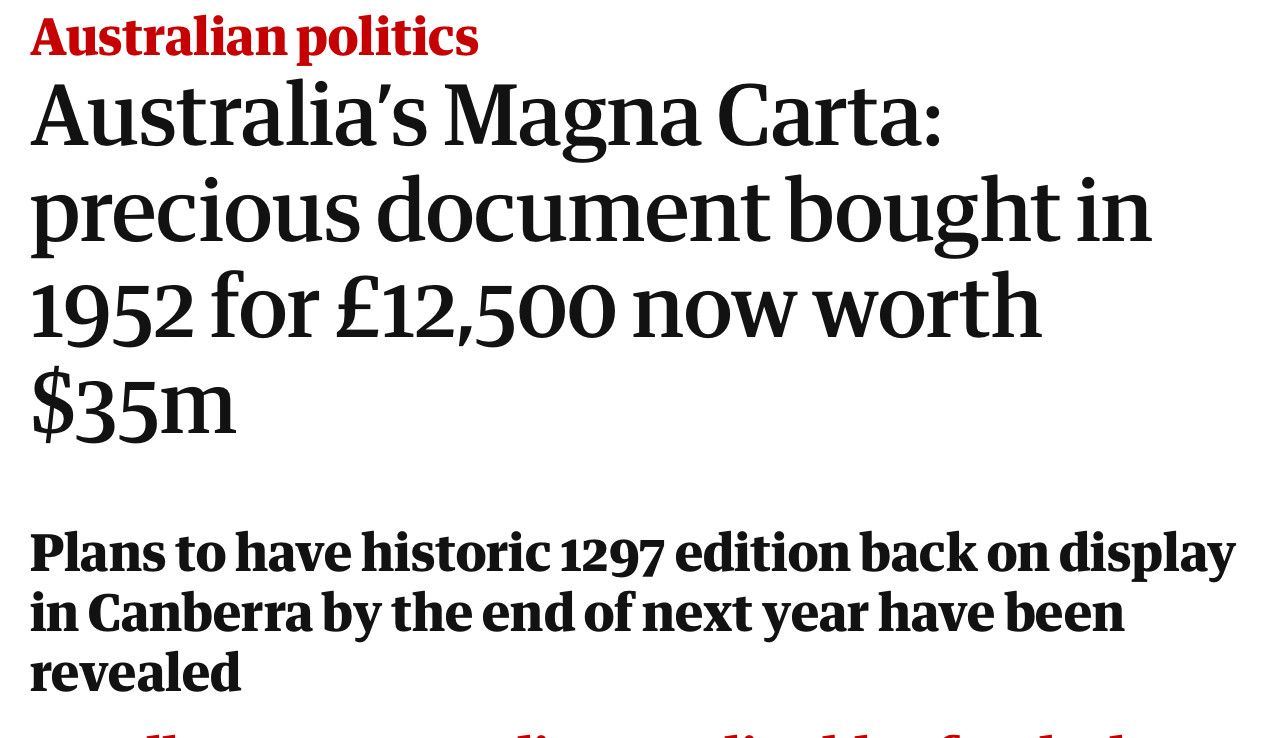 Australian politics
Australia’s Magna Carta:
precious document bought in
1952 for £12,500 now worth
$35m
Plans to have historic 1297 edition back on display
in Canberra by the end of next year have been
revealed